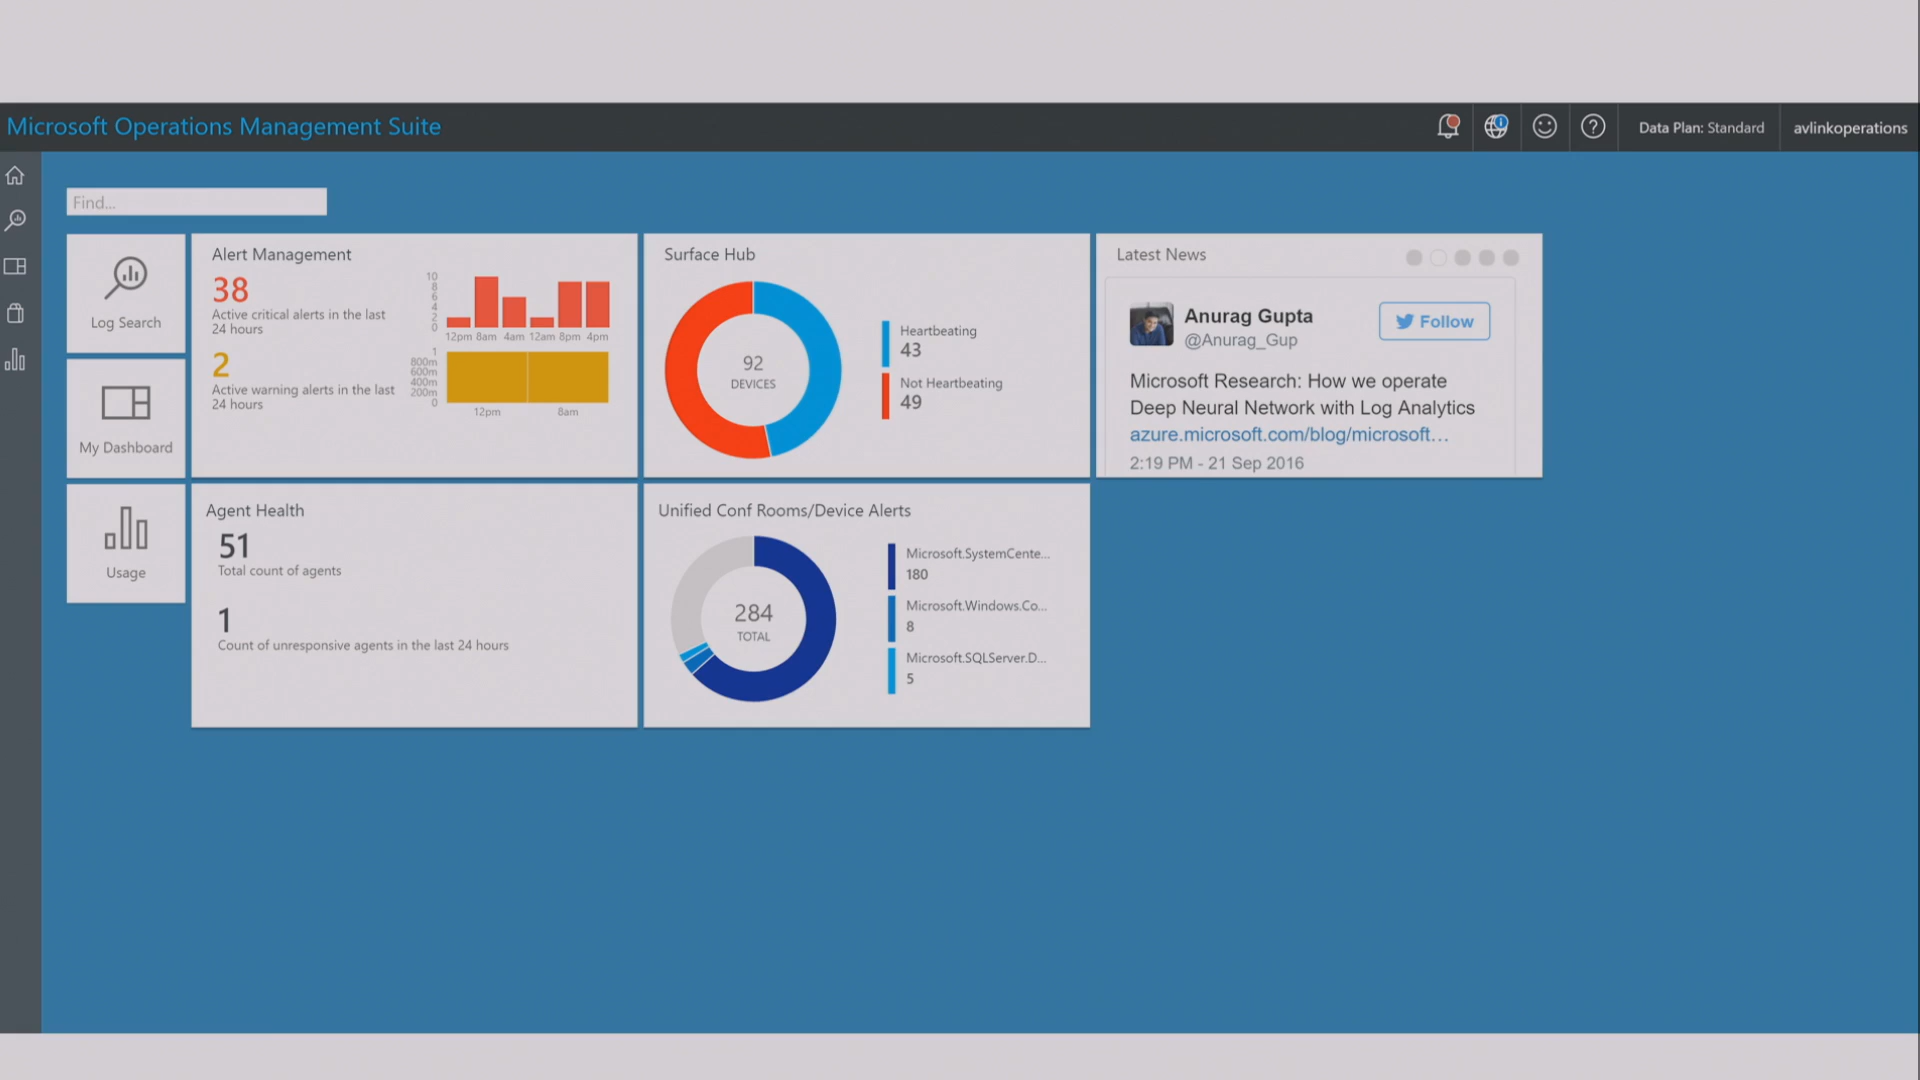 Microsoft Operations Management Suite
Data Plan: Standard
avlinkoperations
Find...
Log Search
My Dashboard
Usage
Alert Management
38
Active critical alerts in the last
24 hours
2
Active warning alerts in the last
24 hours
10
8
6
4
2
0
12pm 8am 4am 12am 8pm 4pm
1
800m
600m
400m
200m
0
12pm 8am
Surface Hub
92
DEVICES
Heartbeating
43
Not Heartbeating
49
Latest News
Anurag Gupta
@Anurag_Gup
Follow
Microsoft Research: How we operate
Deep Neural Network with Log Analytics
azure.microsoft.com/blog/microsoft…
2:19 PM - 21 Sep 2016
Agent Health
51
Total count of agents
1
Count of unresponsive agents in the last 24 hours
Unified Conf Rooms/Device Alerts
284
TOTAL
Microsoft.SystemCente...
180
Microsoft.Windows.Co...
8
Microsoft.SQLServer.D...
5